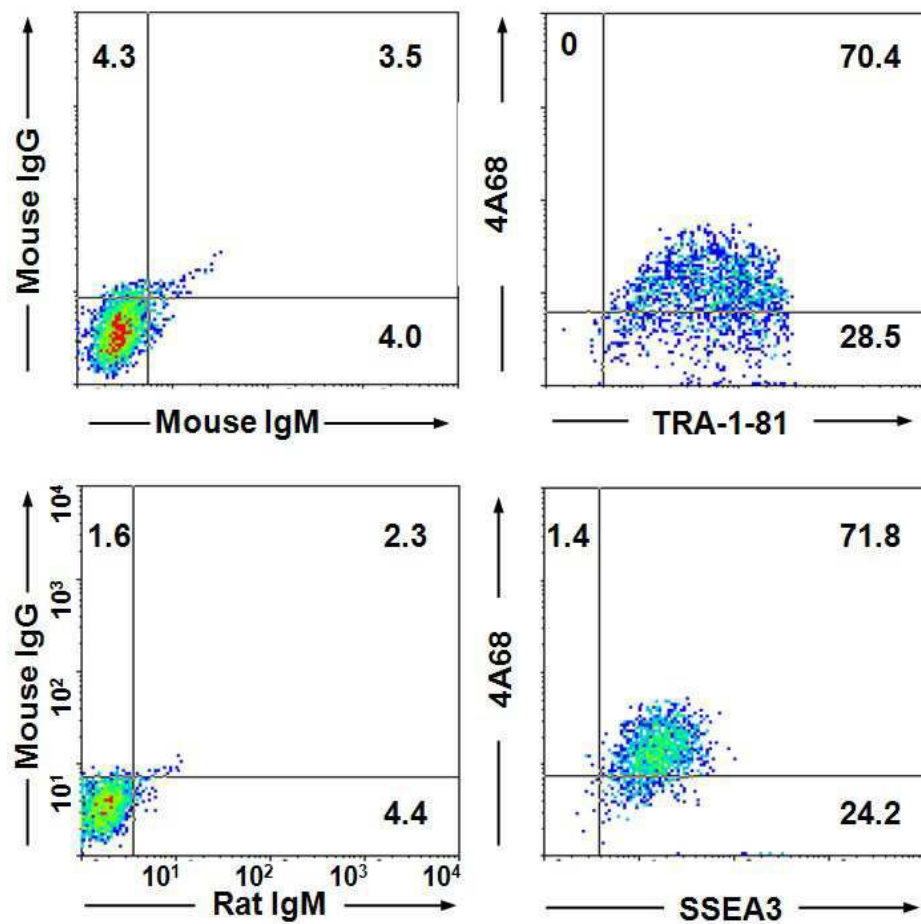 4.3 3.5
Mouse IgG
4.0
Mouse IgM
0 70.4
4A68
28.5
TRA-1-81
10⁴
10³
10²
10¹
1.6 2.3
Mouse IgG
4.4
10¹ 10² 10³ 10⁴
Rat IgM
1.4 71.8
4A68
24.2
SSEA3